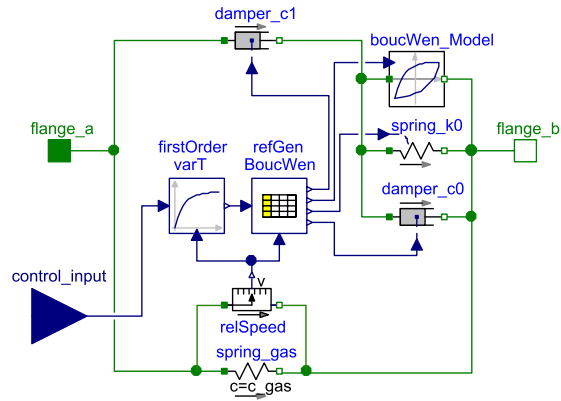 damper_c1
boucWen_Model
flange_a
firstOrder
varT
refGen
BoucWen
spring_k0
flange_b
damper_c0
control_input
v
relSpeed
spring_gas
c=c_gas